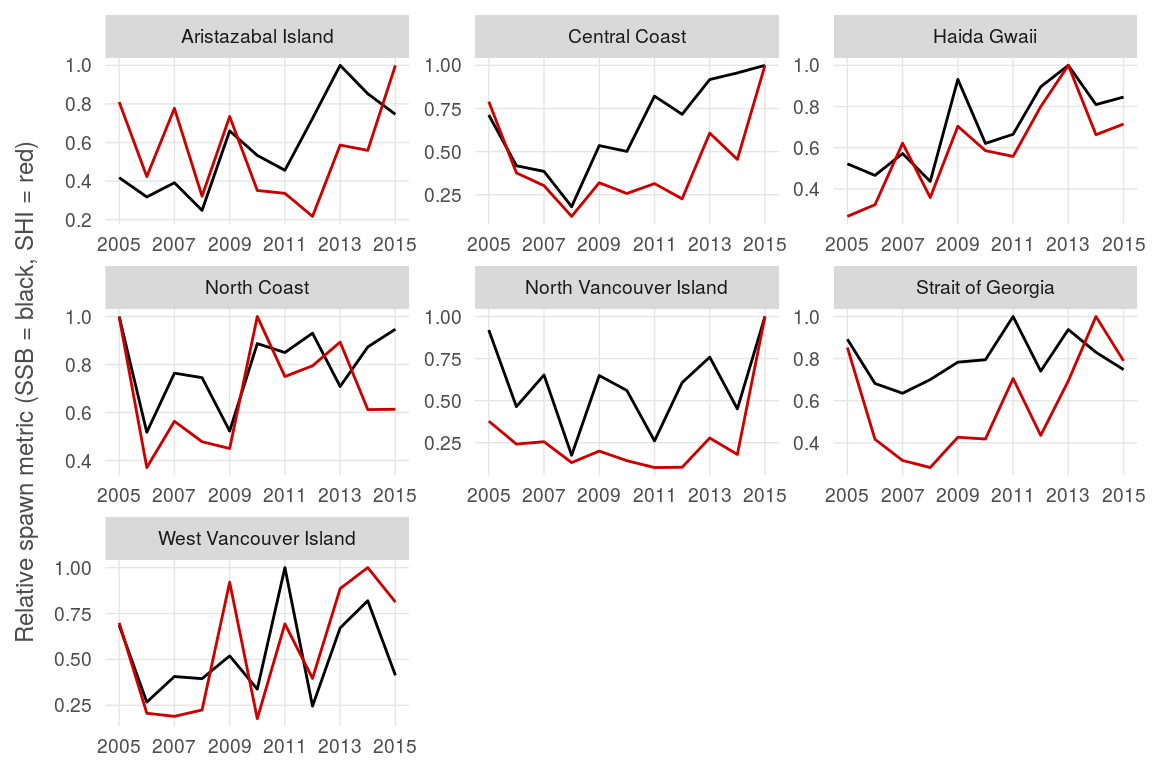 Relative spawn metric (SSB = black, SHI = red)
Aristazabal Island
1.0
0.8
0.6
0.4
0.2
2005 2007 2009 2011 2013 2015
Central Coast
1.00
0.75
0.50
0.25
2005 2007 2009 2011 2013 2015
Haida Gwaii
1.0
0.8
0.6
0.4
2005 2007 2009 2011 2013 2015
North Coast
1.0
0.8
0.6
0.4
2005 2007 2009 2011 2013 2015
North Vancouver Island
1.00
0.75
0.50
0.25
2005 2007 2009 2011 2013 2015
Strait of Georgia
1.0
0.8
0.6
0.4
2005 2007 2009 2011 2013 2015
West Vancouver Island
1.00
0.75
0.50
0.25
2005 2007 2009 2011 2013 2015